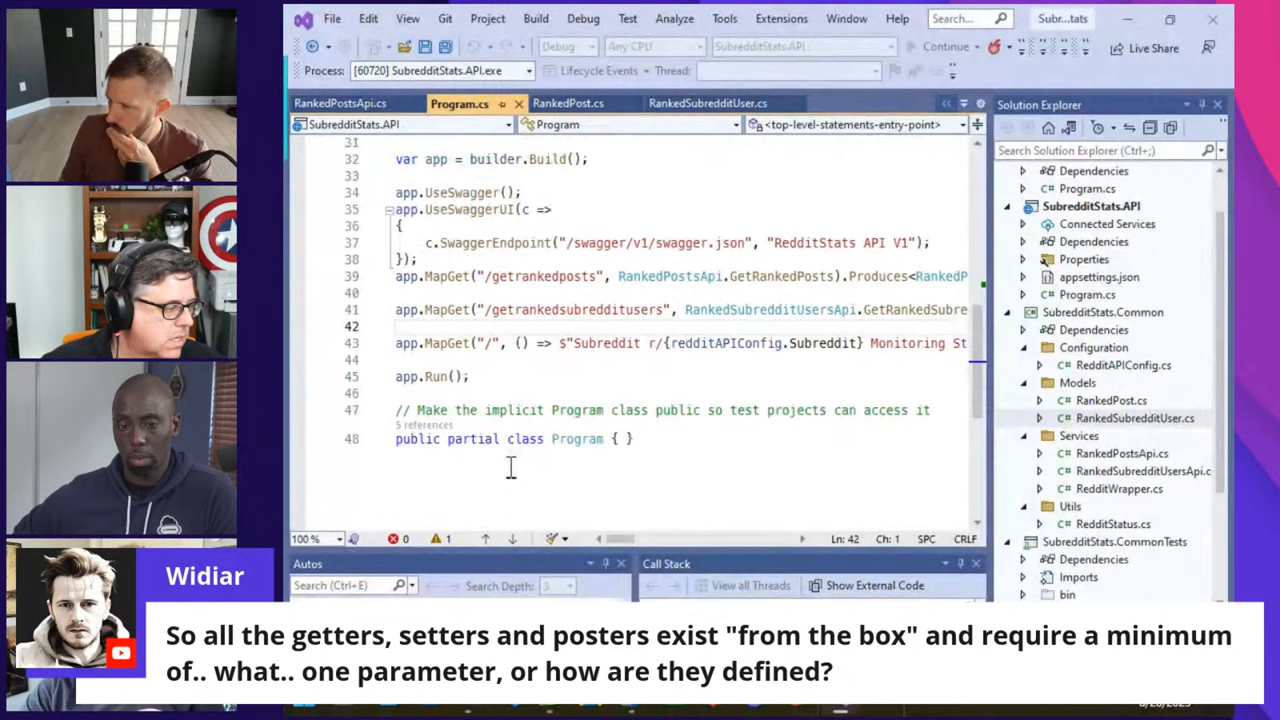 File Edit View Git Project Build Debug Test Analyze Tools Extensions Window Help Search... Subr...tats
Debug Any CPU SubredditStats.API Continue Live Share
Process: [60720] SubredditStats.API.exe Lifecycle Events Thread:
RankedPostsApi.cs Program.cs RankedPost.cs RankedSubredditUser.cs
SubredditStats.API Program <top-level-statements-entry-point>
31
32 var app = builder.Build();
33
34 app.UseSwagger();
35 app.UseSwaggerUI(c =>
36 {
37 c.SwaggerEndpoint("/swagger/v1/swagger.json", "RedditStats API V1");
38 });
39 app.MapGet("/getrankedposts", RankedPostsApi.GetRankedPosts).Produces<RankedP
40
41 app.MapGet("/getrankedsubredditusers", RankedSubredditUsersApi.GetRankedSubre
42
43 app.MapGet("/", () => $"Subreddit r/{redditAPIConfig.Subreddit} Monitoring St
44
45 app.Run();
46
47 // Make the implicit Program class public so test projects can access it
5 references
48 public partial class Program { }
100 % 0 1 Ln: 42 Ch: 1 SPC CRLF
Autos
Search (Ctrl+E) Search Depth: 3
Call Stack
View all Threads Show External Code
Solution Explorer
Search Solution Explorer (Ctrl+;)
Dependencies
C# Program.cs
SubredditStats.API
Connected Services
Dependencies
Properties
appsettings.json
C# Program.cs
SubredditStats.Common
Dependencies
Configuration
C# RedditAPIConfig.cs
Models
C# RankedPost.cs
C# RankedSubredditUser.cs
Services
C# RankedPostsApi.cs
C# RankedSubredditUsersApi.c
C# RedditWrapper.cs
Utils
C# RedditStatus.cs
SubredditStats.CommonTests
Dependencies
Imports
bin
Widiar
So all the getters, setters and posters exist "from the box" and require a minimum
of.. what.. one parameter, or how are they defined?